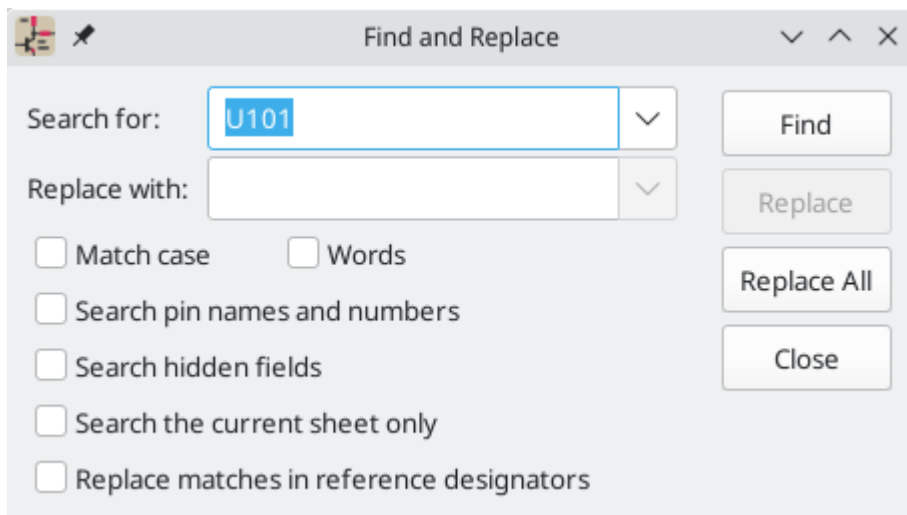 Find and Replace
Search for: U101 Find
Replace with: Replace
Match case Words
Replace All
Search pin names and numbers
Search hidden fields
Close
Search the current sheet only
Replace matches in reference designators